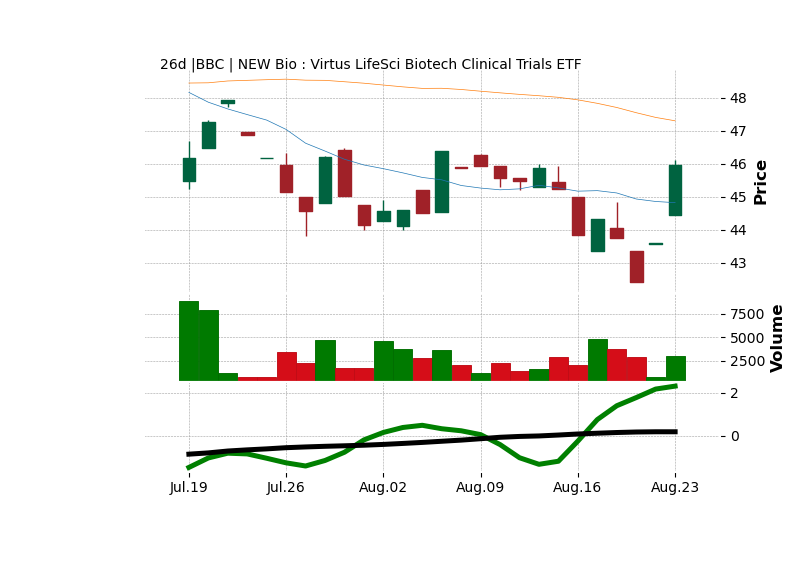 26d |BBC | NEW Bio : Virtus LifeSci Biotech Clinical Trials ETF
48
47
46
45
44
43
Price
7500
5000
2500
Volume
2
0
Jul.19 Jul.26 Aug.02 Aug.09 Aug.16 Aug.23